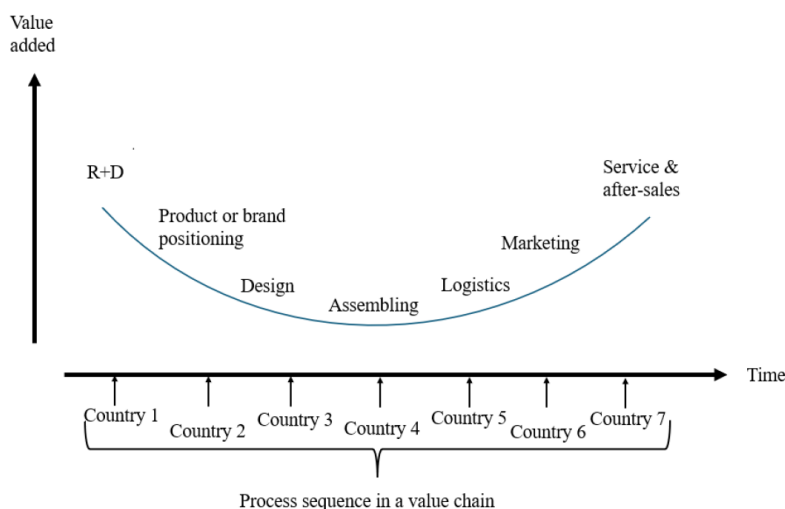 Value
added
R+D
Service &
after-sales
Product or brand
positioning
Marketing
Design
Logistics
Assembling
Time
Country 1
Country 2
Country 3
Country 4
Country 5
Country 6
Country 7
Process sequence in a value chain